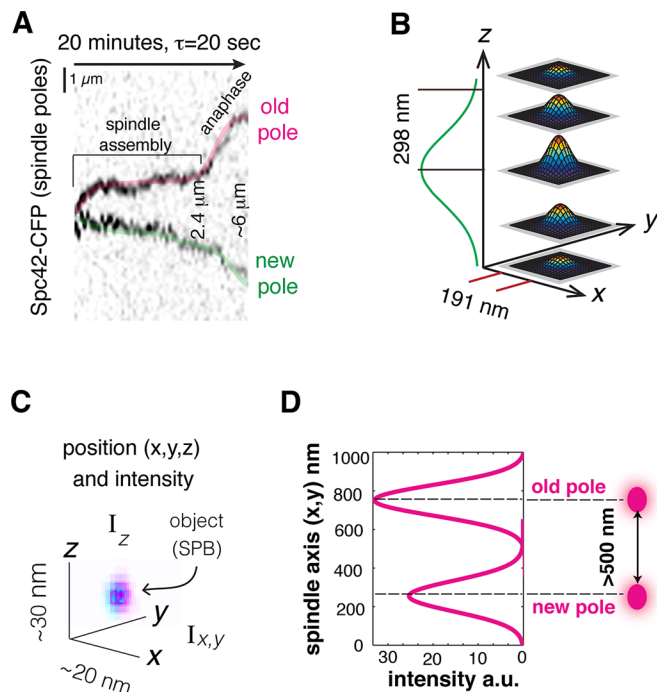 A
20 minutes, τ=20 sec
1 µm
Spc42-CFP (spindle poles)
spindle
assembly
anaphase
old
pole
2.4 µm
~6 µm
new
pole
B
z
298 nm
y
x
191 nm
C
position (x,y,z)
and intensity
I z
object
(SPB)
z
y
x
I x,y
~30 nm
~20 nm
D
spindle axis (x,y) nm
1000
800
600
400
200
0
30 20 10 0
intensity a.u.
old pole
>500 nm
new pole